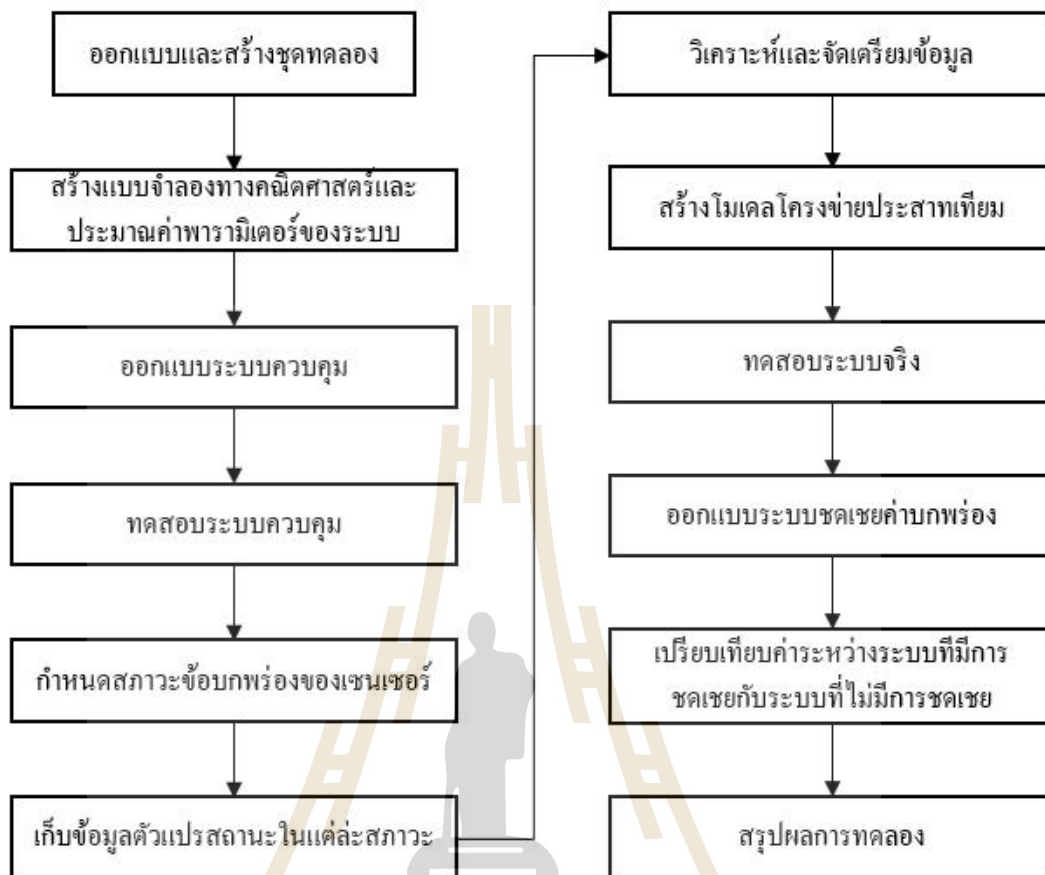 ออกแบบและสร้างชุดทดลอง
สร้างแบบจำลองทางคณิตศาสตร์และ
ประมาณค่าพารามิเตอร์ของระบบ
ออกแบบระบบควบคุม
ทดสอบระบบควบคุม
กำหนดสภาวะข้อบกพร่องของเซนเซอร์
เก็บข้อมูลตัวแปรสถานะในแต่ล่ะสภาวะ
วิเคราะห์และจัดเตรียมข้อมูล
สร้างโมเดลโครงข่ายประสาทเทียม
ทดสอบระบบจริง
ออกแบบระบบชดเชยค่าบกพร่อง
เปรียบเทียบค่าระหว่างระบบที่มีการ
ชดเชยกับระบบที่ไม่มีการชดเชย
สรุปผลการทดลอง